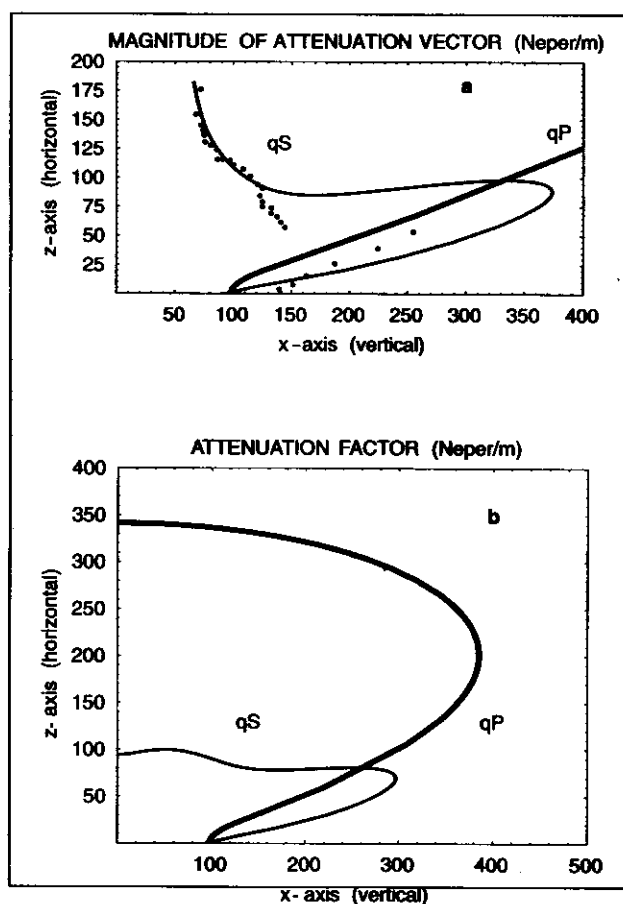 MAGNITUDE OF ATTENUATION VECTOR (Neper/m)
200
175
150
125
100
75
50
25
z-axis (horizontal)
a
qS
qP
50 100 150 200 250 300 350 400
x-axis (vertical)
ATTENUATION FACTOR (Neper/m)
400
350
300
250
200
150
100
50
z-axis (horizontal)
b
qS
qP
100 200 300 400 500
x-axis (vertical)